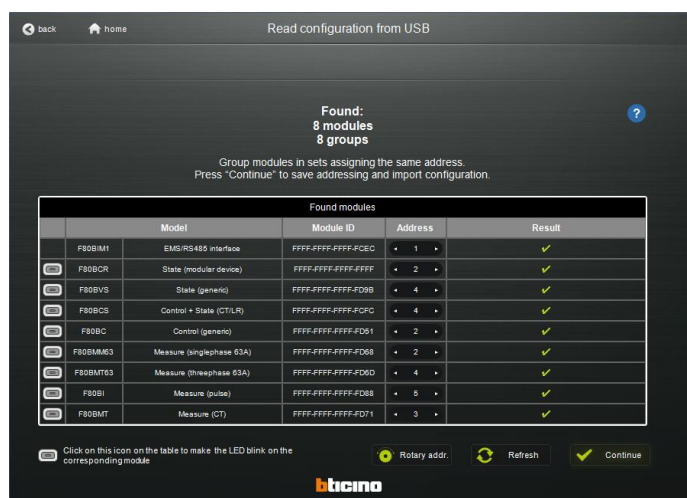 back home Read configuration from USB
Found:
8 modules
8 groups
Group modules in sets assigning the same address.
Press "Continue" to save addressing and import configuration.
Found modules
Model Module ID Address Result
F80BIM1 EMS/RS485 interface FFFF-FFFF-FFFF-FCEC 1
F80BCR State (modular device) FFFF-FFFF-FFFF-FFFF 2
F80BVS State (generic) FFFF-FFFF-FFFF-FD9B 4
F80BCS Control + State (CT/LR) FFFF-FFFF-FFFF-FCFC 4
F80BC Control (generic) FFFF-FFFF-FFFF-FD51 2
F80BMM63 Measure (singlephase 63A) FFFF-FFFF-FFFF-FD68 2
F80BMT63 Measure (threephase 63A) FFFF-FFFF-FFFF-FD6D 4
F80BI Measure (pulse) FFFF-FFFF-FFFF-FD88 5
F80BMT Measure (CT) FFFF-FFFF-FFFF-FD71 3
Click on this icon on the table to make the LED blink on the
corresponding module
Rotary addr. Refresh Continue
bticino